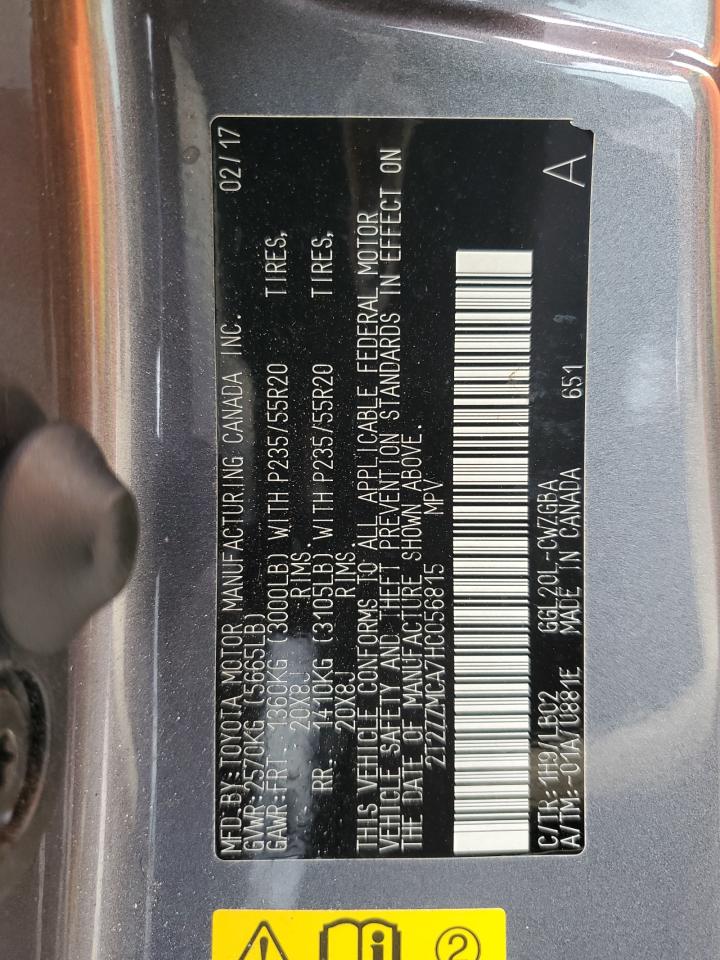 MFD.BY:TOYOTA MOTOR MANUFACTURING CANADA INC. 02/17
GVWR:2570KG(5665LB)
GAWR:FRT. 1360KG(3000LB) WITH P235/55R20 TIRES,
20X8J RIMS
RR. 1410KG(3105LB) WITH P235/55R20 TIRES,
20X8J RIMS
THIS VEHICLE CONFORMS TO ALL APPLICABLE FEDERAL MOTOR
VEHICLE SAFETY AND THEFT PREVENTION STANDARDS IN EFFECT ON
THE DATE OF MANUFACTURE SHOWN ABOVE.
2T2ZZMCA7HC056815 MPV
C/TR:1H9/LB02 GGL20L-CWZGBA
A/TM:-01A/U881E MADE IN CANADA 651 A
i 2